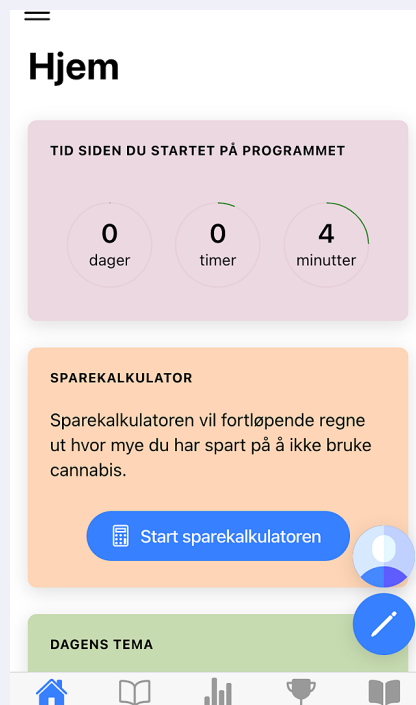 Hjem
TID SIDEN DU STARTET PÅ PROGRAMMET
0
dager
0
timer
4
minutter
SPAREKALKULATOR
Sparekalkulatoren vil fortløpende regne
ut hvor mye du har spart på å ikke bruke
cannabis.
Start sparekalkulatoren
DAGENS TEMA